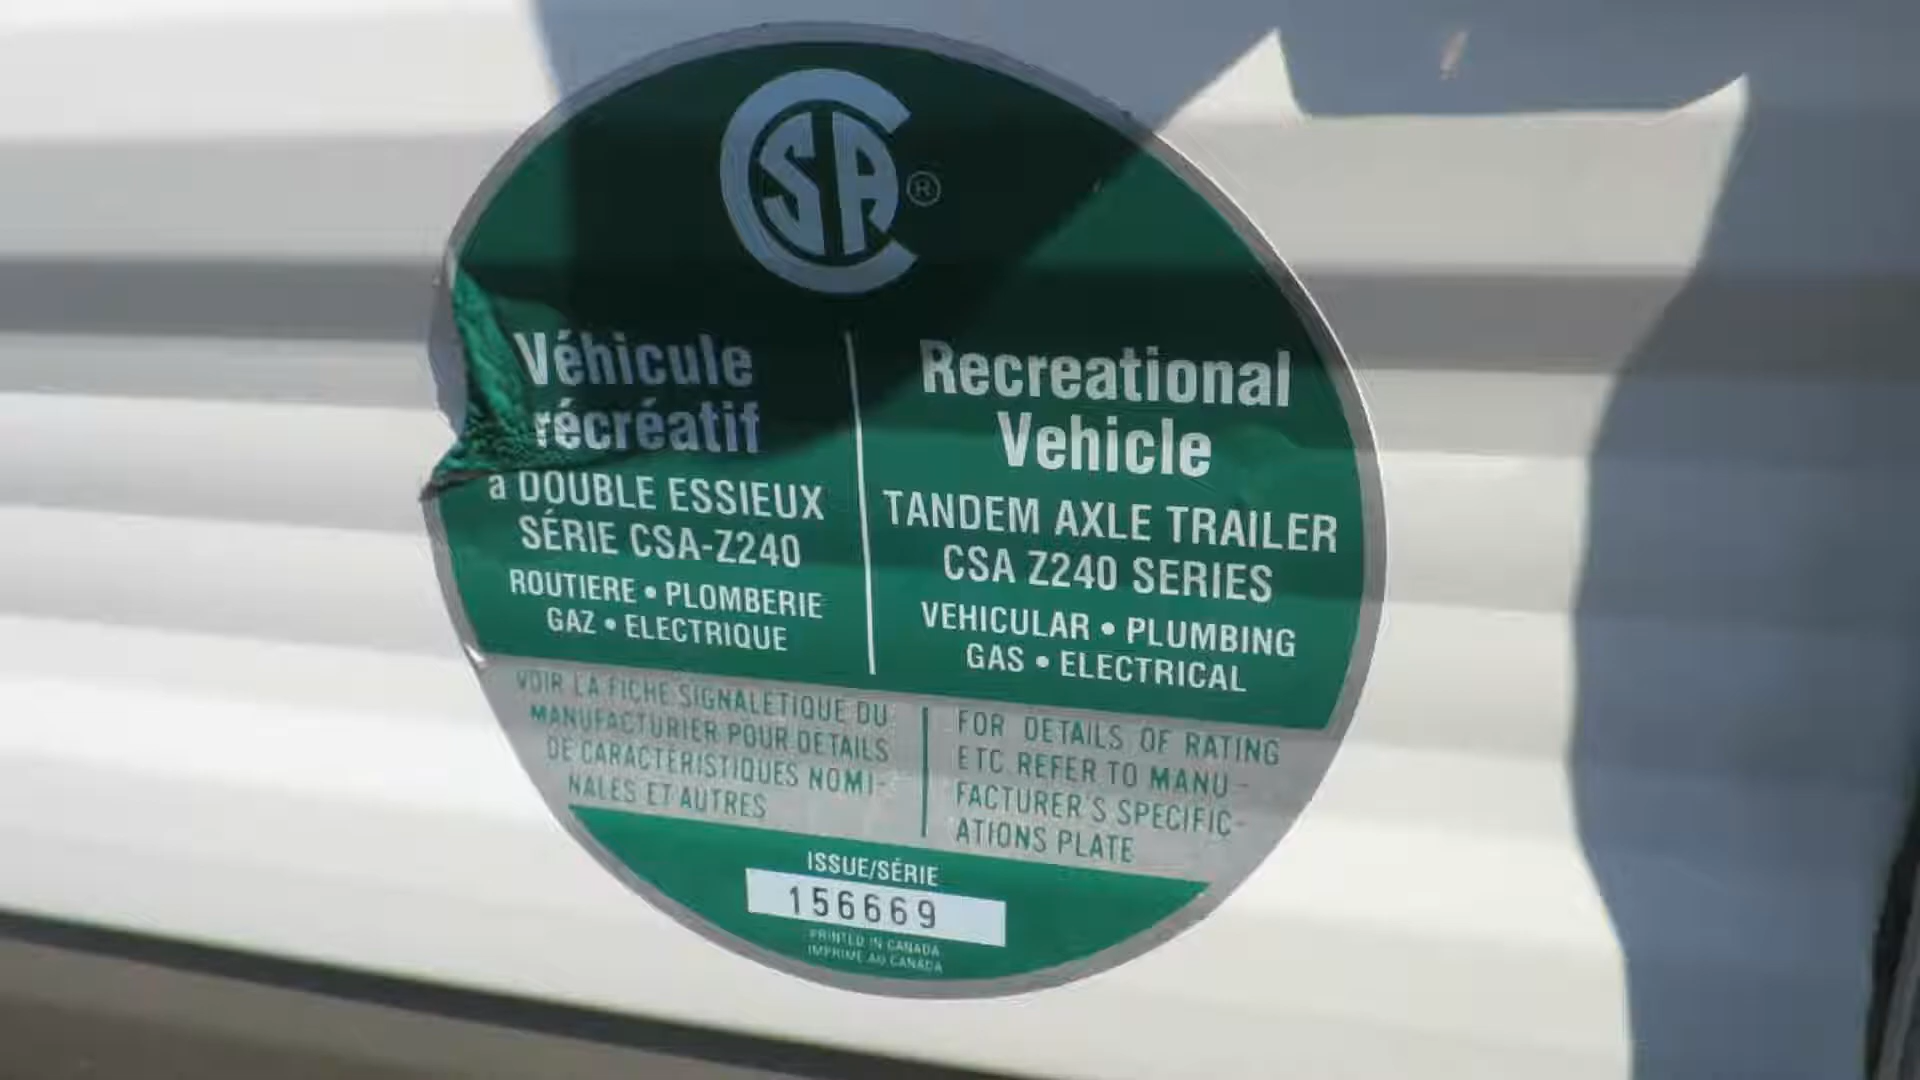 CSA ®
Véhicule
récréatif
a DOUBLE ESSIEUX
SÉRIE CSA-Z240
ROUTIERE • PLOMBERIE
GAZ • ELECTRIQUE
Recreational
Vehicle
TANDEM AXLE TRAILER
CSA Z240 SERIES
VEHICULAR • PLUMBING
GAS • ELECTRICAL
VOIR LA FICHE SIGNALETIQUE DU
MANUFACTURIER POUR DETAILS
DE CARACTERISTIQUES NOMI-
NALES ET AUTRES
FOR DETAILS OF RATING
ETC REFER TO MANU-
FACTURER'S SPECIFIC-
ATIONS PLATE
ISSUE/SÉRIE
156669
PRINTED IN CANADA
IMPRIME AU CANADA